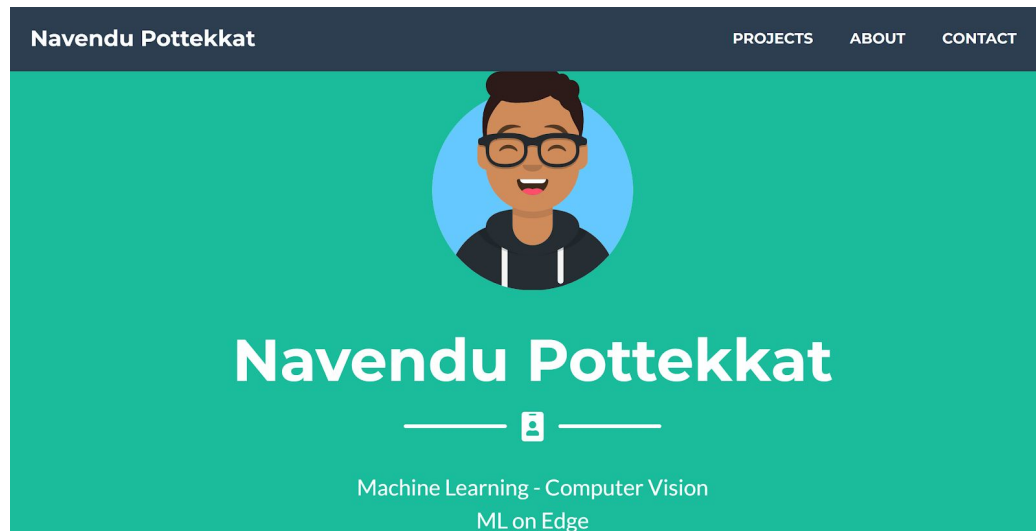 Navendu Pottekkat
PROJECTS ABOUT CONTACT
Navendu Pottekkat
Machine Learning - Computer Vision
ML on Edge